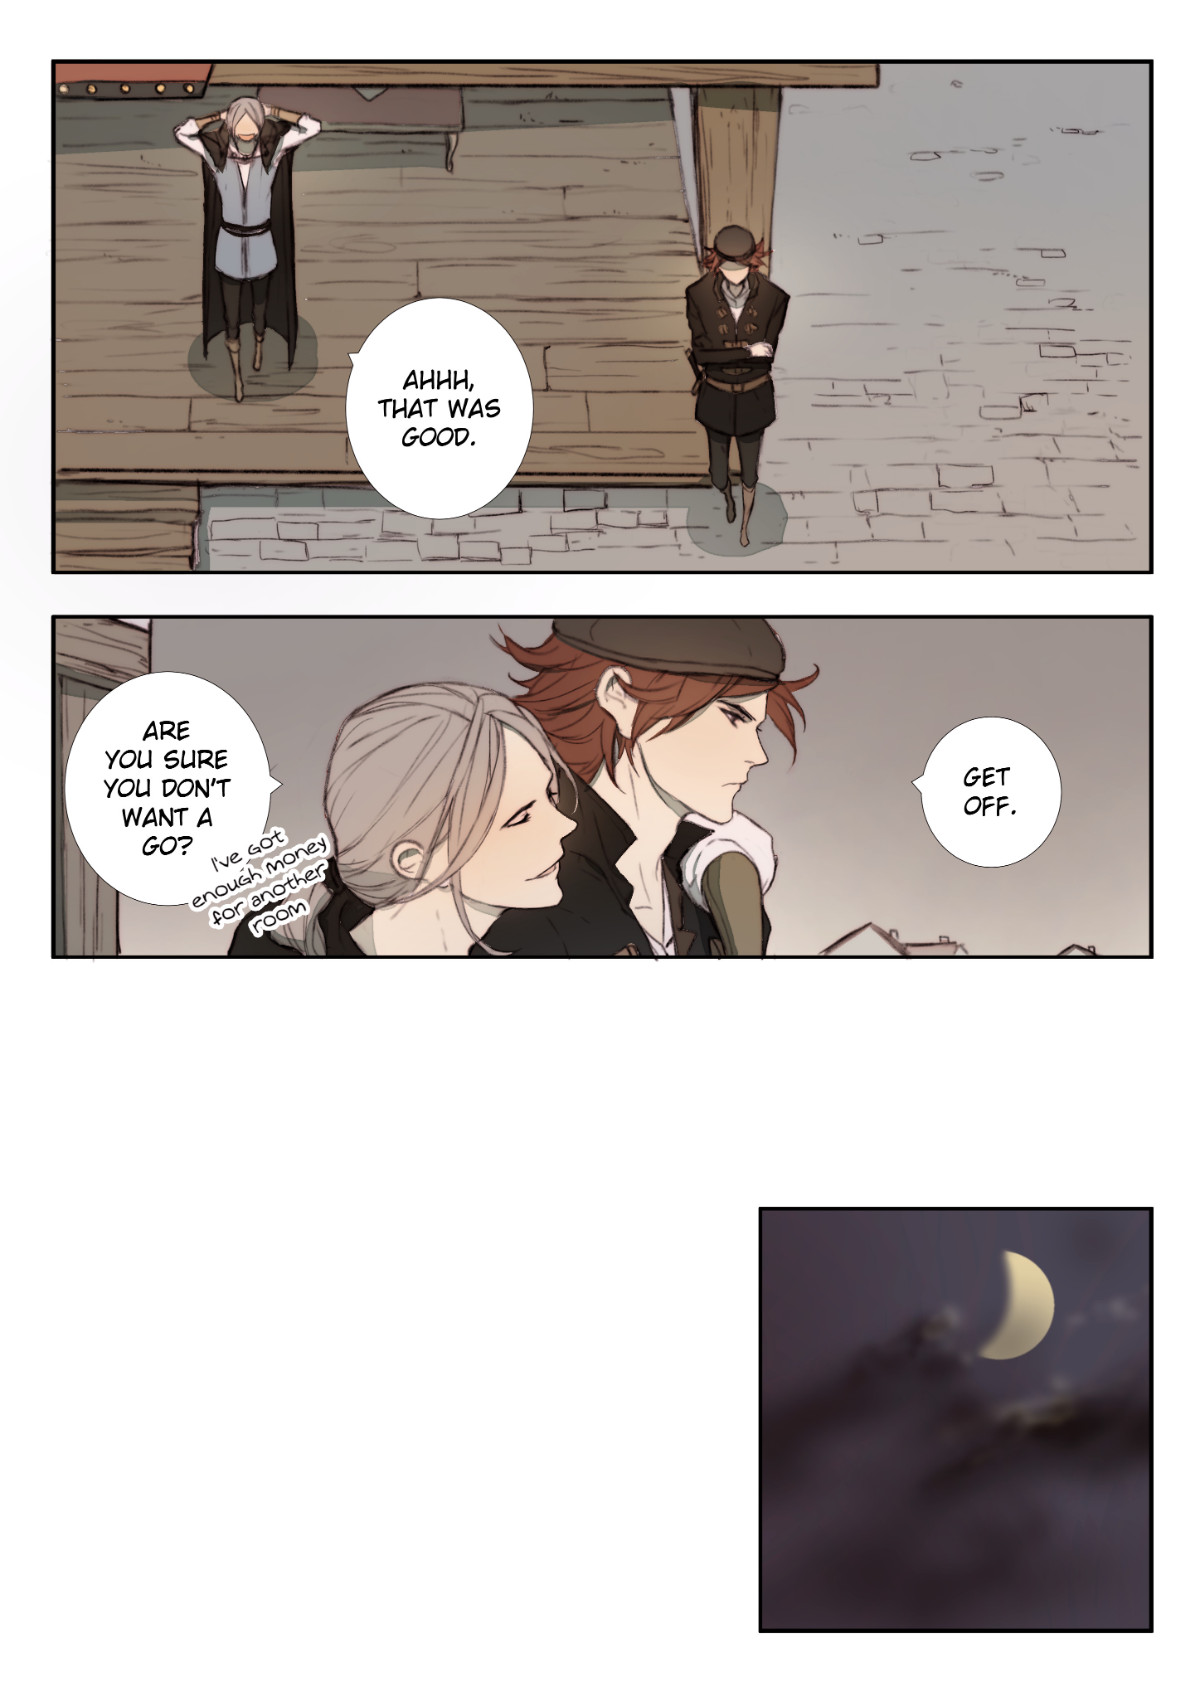 AHHH,
THAT WAS
GOOD.
ARE
YOU SURE
YOU DON'T
WANT A
GO?
I've got
enough money
for another
room
GET
OFF.